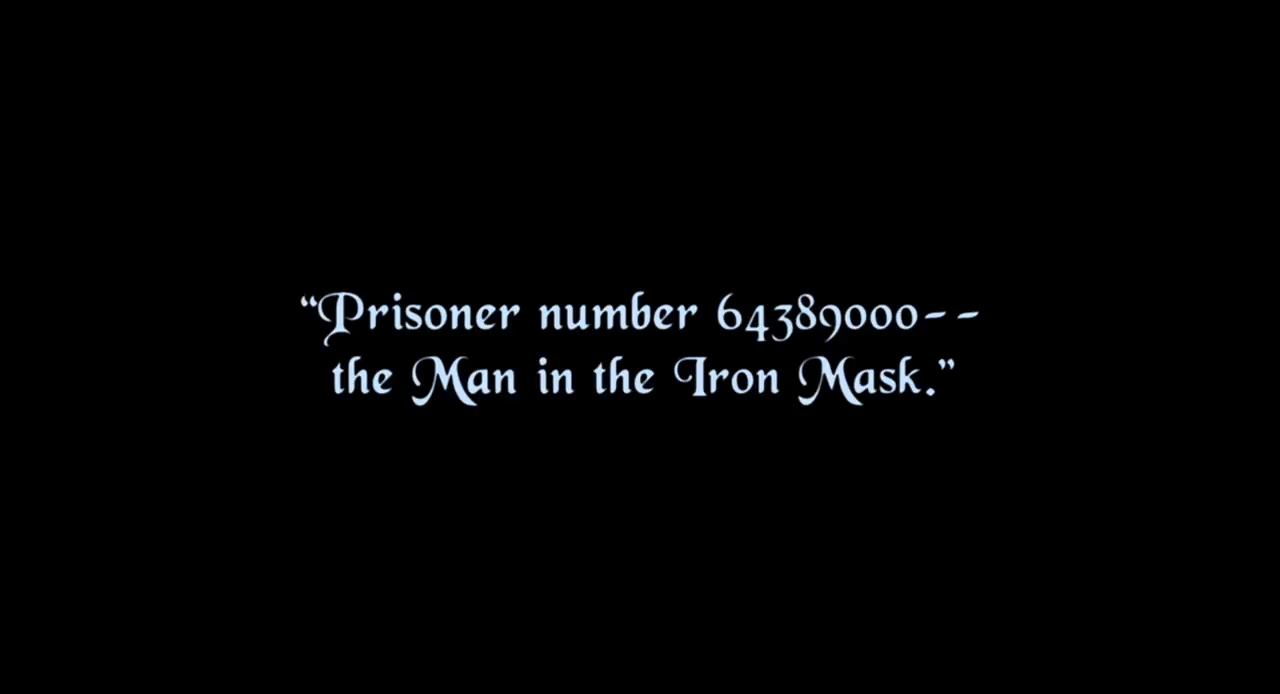 “Prisoner number 64389000--
the Man in the Iron Mask.”